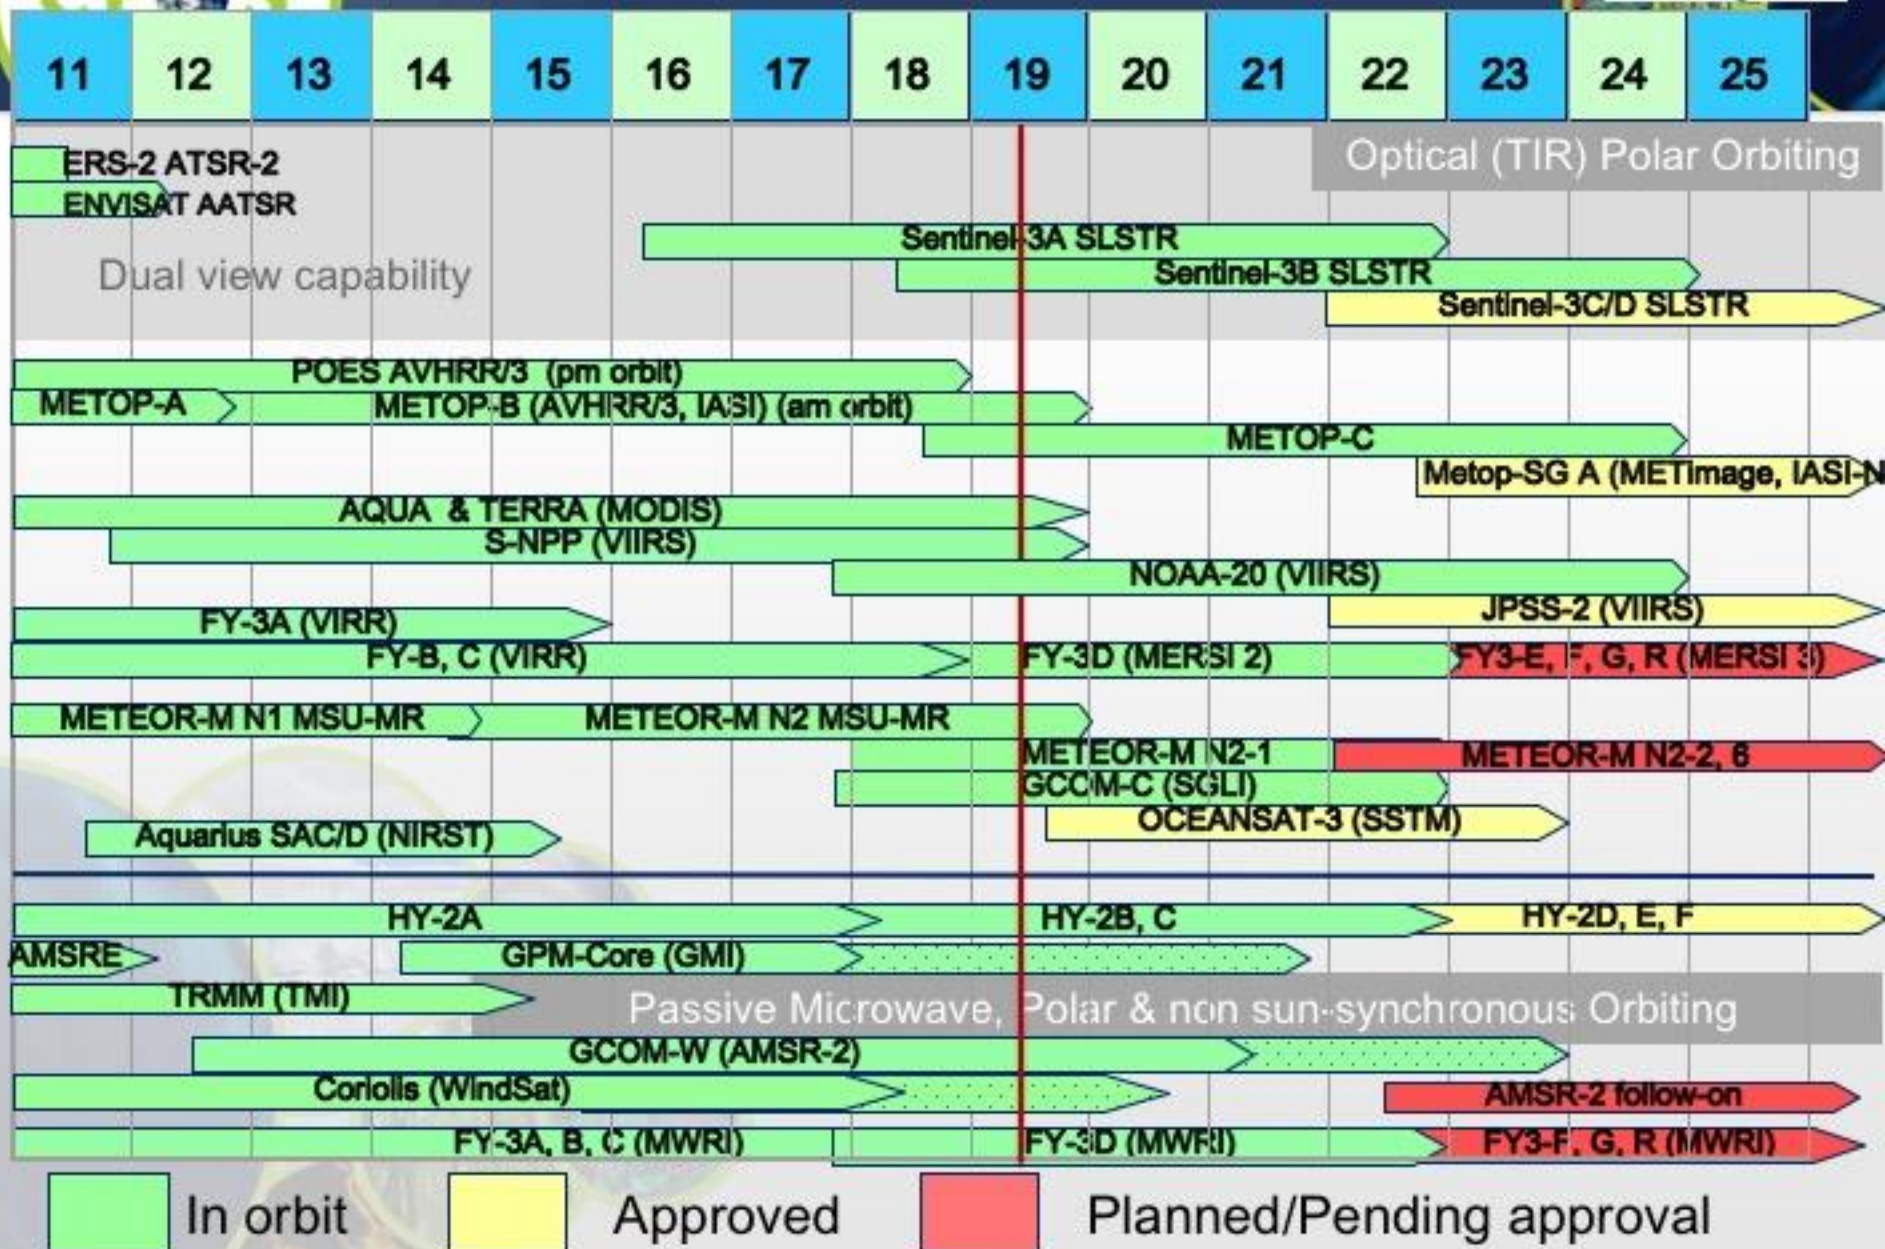 11 12 13 14 15 16 17 18 19 20 21 22 23 24 25
Optical (TIR) Polar Orbiting
ERS-2 ATSR-2
ENVISAT AATSR
Sentinel-3A SLSTR
Dual view capability
Sentinel-3B SLSTR
Sentinel-3C/D SLSTR
POES AVHRR/3 (pm orbit)
METOP-A
METOP-B (AVHRR/3, IASI) (am orbit)
METOP-C
Metop-SG A (METimage, IASI-N
AQUA & TERRA (MODIS)
S-NPP (VIIRS)
NOAA-20 (VIIRS)
JPSS-2 (VIIRS)
FY-3A (VIRR)
FY-B, C (VIRR)
FY-3D (MERSI 2)
FY3-E, F, G, R (MERSI 3)
METEOR-M N1 MSU-MR
METEOR-M N2 MSU-MR
METEOR-M N2-1
METEOR-M N2-2, 6
GCOM-C (SGLI)
OCEANSAT-3 (SSTM)
Aquarius SAC/D (NIRST)
HY-2A
HY-2B, C
HY-2D, E, F
AMSRE
GPM-Core (GMI)
TRMM (TMI)
Passive Microwave, Polar & non sun-synchronous Orbiting
GCOM-W (AMSR-2)
Coriolis (WindSat)
AMSR-2 follow-on
FY-3A, B, C (MWRI)
FY-3D (MWRI)
FY3-F, G, R (MWRI)
In orbit
Approved
Planned/Pending approval